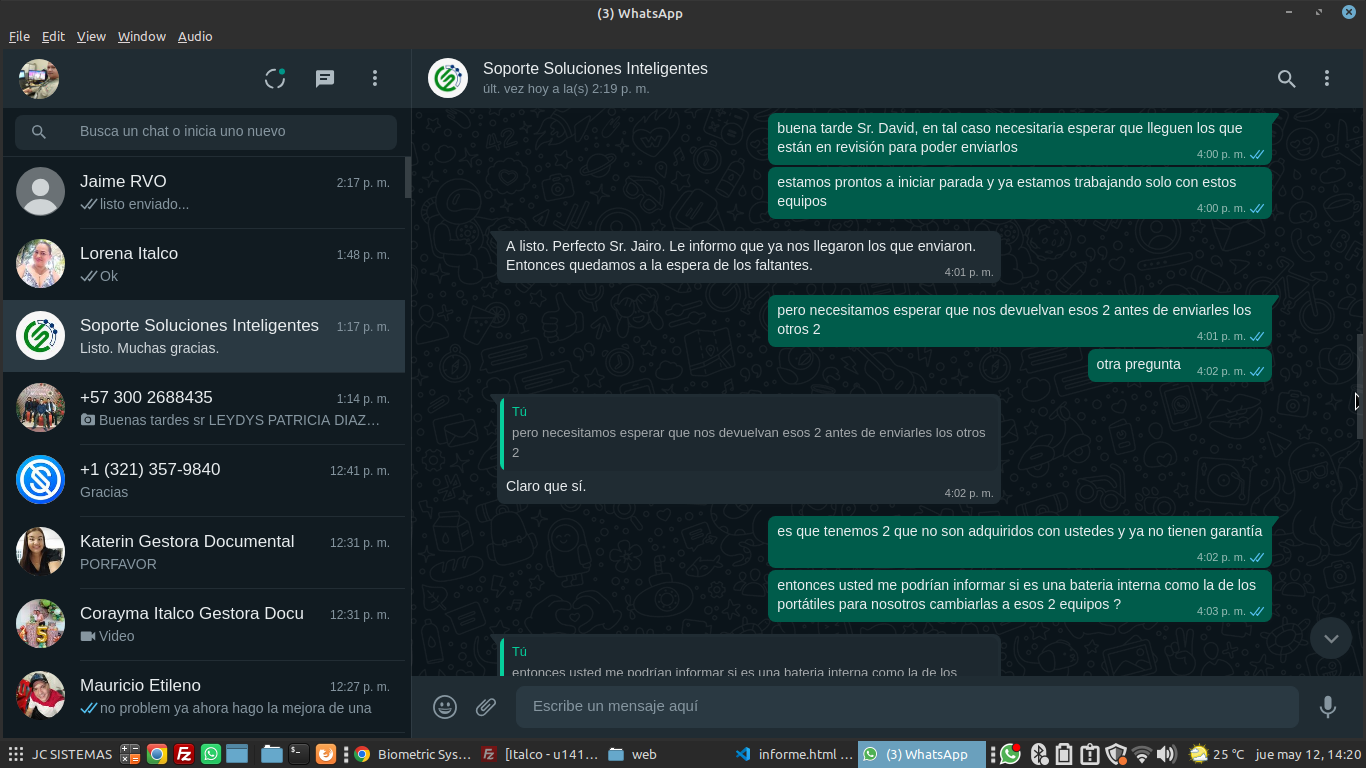 (3) WhatsApp
File Edit View Window Audio
Busca un chat o inicia uno nuevo
Jaime RVO 2:17 p. m.
listo enviado...
Lorena Italco 1:48 p. m.
Ok
Soporte Soluciones Inteligentes 1:17 p. m.
Listo. Muchas gracias.
+57 300 2688435 1:14 p. m.
Buenas tardes sr LEYDYS PATRICIA DIAZ…
+1 (321) 357-9840 12:41 p. m.
Gracias
Katerin Gestora Documental 12:31 p. m.
PORFAVOR
Corayma Italco Gestora Docu 12:31 p. m.
Video
Mauricio Etileno 12:27 p. m.
no problem ya ahora hago la mejora de una
Soporte Soluciones Inteligentes
últ. vez hoy a la(s) 2:19 p. m.
buena tarde Sr. David, en tal caso necesitaria esperar que lleguen los que
están en revisión para poder enviarlos
4:00 p. m.
estamos prontos a iniciar parada y ya estamos trabajando solo con estos
equipos
4:00 p. m.
A listo. Perfecto Sr. Jairo. Le informo que ya nos llegaron los que enviaron.
Entonces quedamos a la espera de los faltantes.
4:01 p. m.
pero necesitamos esperar que nos devuelvan esos 2 antes de enviarles los
otros 2
4:01 p. m.
otra pregunta 4:02 p. m.
Tú
pero necesitamos esperar que nos devuelvan esos 2 antes de enviarles los otros
2
Claro que sí.
4:02 p. m.
es que tenemos 2 que no son adquiridos con ustedes y ya no tienen garantía
4:02 p. m.
entonces usted me podrían informar si es una bateria interna como la de los
portátiles para nosotros cambiarlas a esos 2 equipos ?
4:03 p. m.
Tú
entonces usted me podrían informar si es una bateria interna como la de los
Escribe un mensaje aquí
JC SISTEMAS Biometric Sys... [Italco - u141... web informe.html ... (3) WhatsApp 25 °C jue may 12, 14:20